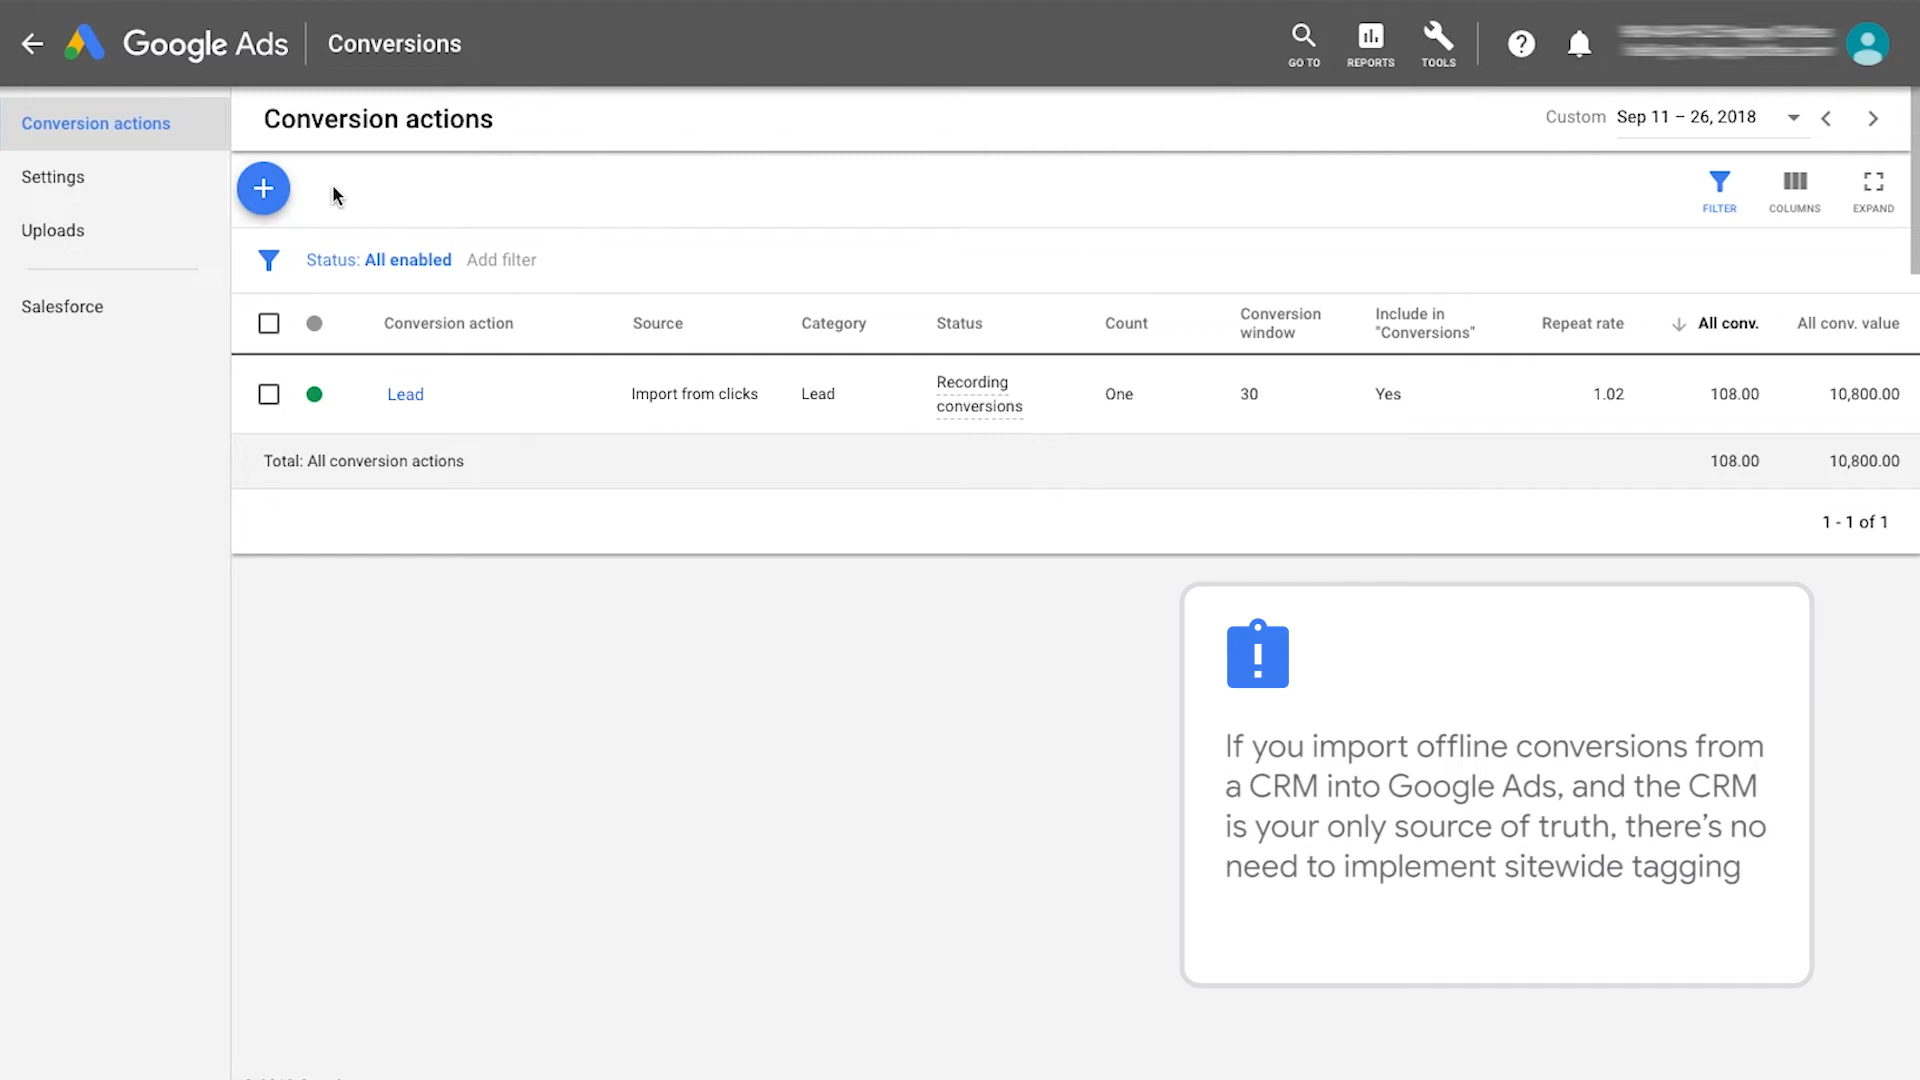 Google Ads
Conversions
GO TO
REPORTS
TOOLS
Conversion actions
Settings
Uploads
Salesforce
Conversion actions
Custom Sep 11 – 26, 2018
FILTER
COLUMNS
EXPAND
Status: All enabled Add filter
Conversion action Source Category Status Count Conversion window Include in "Conversions" Repeat rate All conv. All conv. value
Lead Import from clicks Lead Recording conversions One 30 Yes 1.02 108.00 10,800.00
Total: All conversion actions 108.00 10,800.00
1 - 1 of 1
If you import offline conversions from
a CRM into Google Ads, and the CRM
is your only source of truth, there’s no
need to implement sitewide tagging